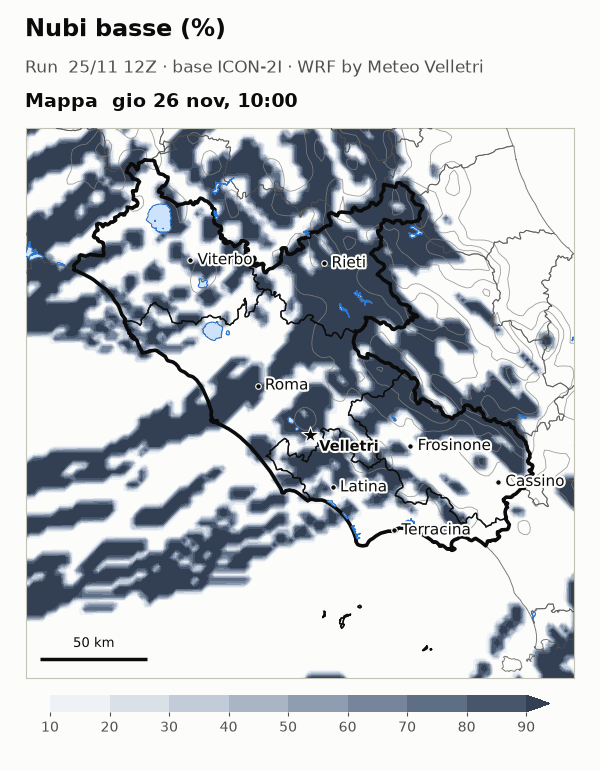 Nubi basse (%)
Run 25/11 12Z · base ICON-2I · WRF by Meteo Velletri
Mappa gio 26 nov, 10:00
Viterbo
Rieti
Roma
Velletri
Frosinone
Cassino
Latina
Terracina
50 km
10 20 30 40 50 60 70 80 90